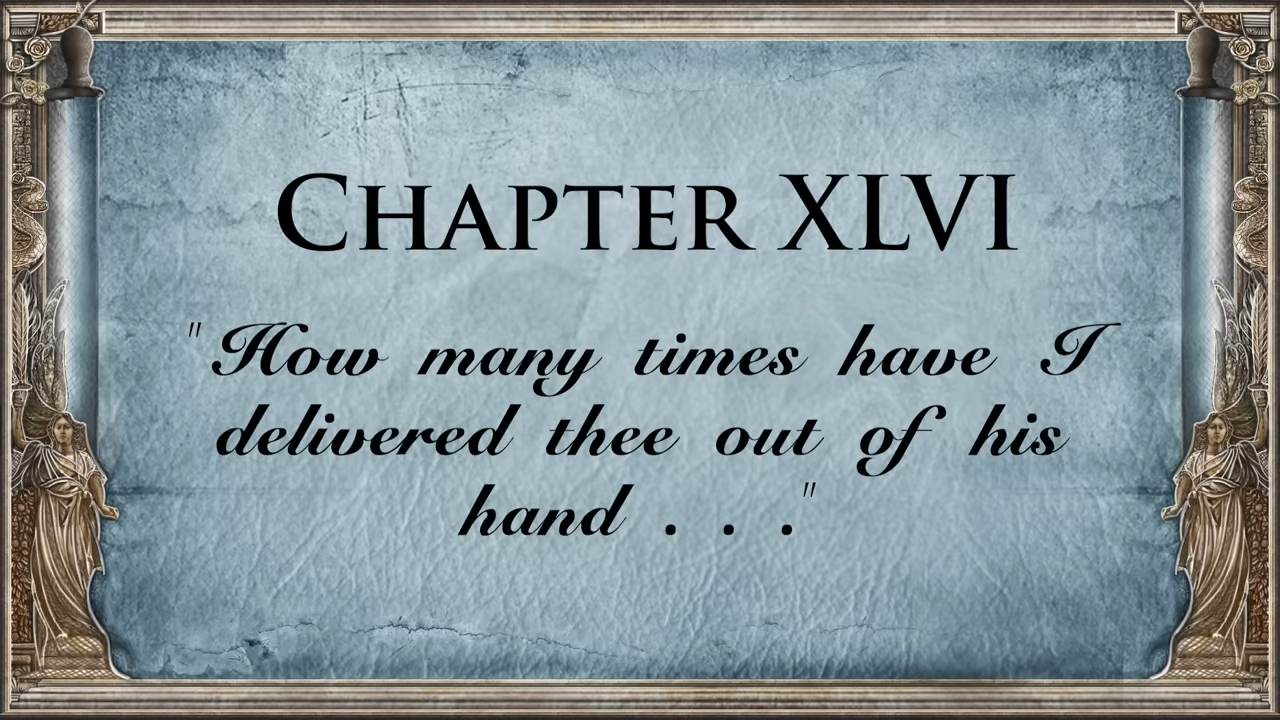 Chapter XLVI
"How many times have I
delivered thee out of his
hand . . ."